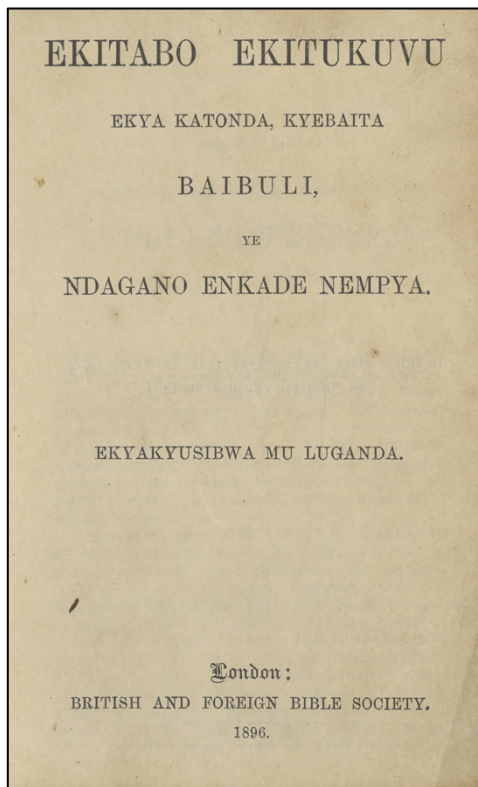 EKITABO EKITUKUVU
EKYA KATONDA, KYEBAITA
BAIBULI,
YE
NDAGANO ENKADE NEMPYA.
EKYAKYUSIBWA MU LUGANDA.
London:
BRITISH AND FOREIGN BIBLE SOCIETY.
1896.